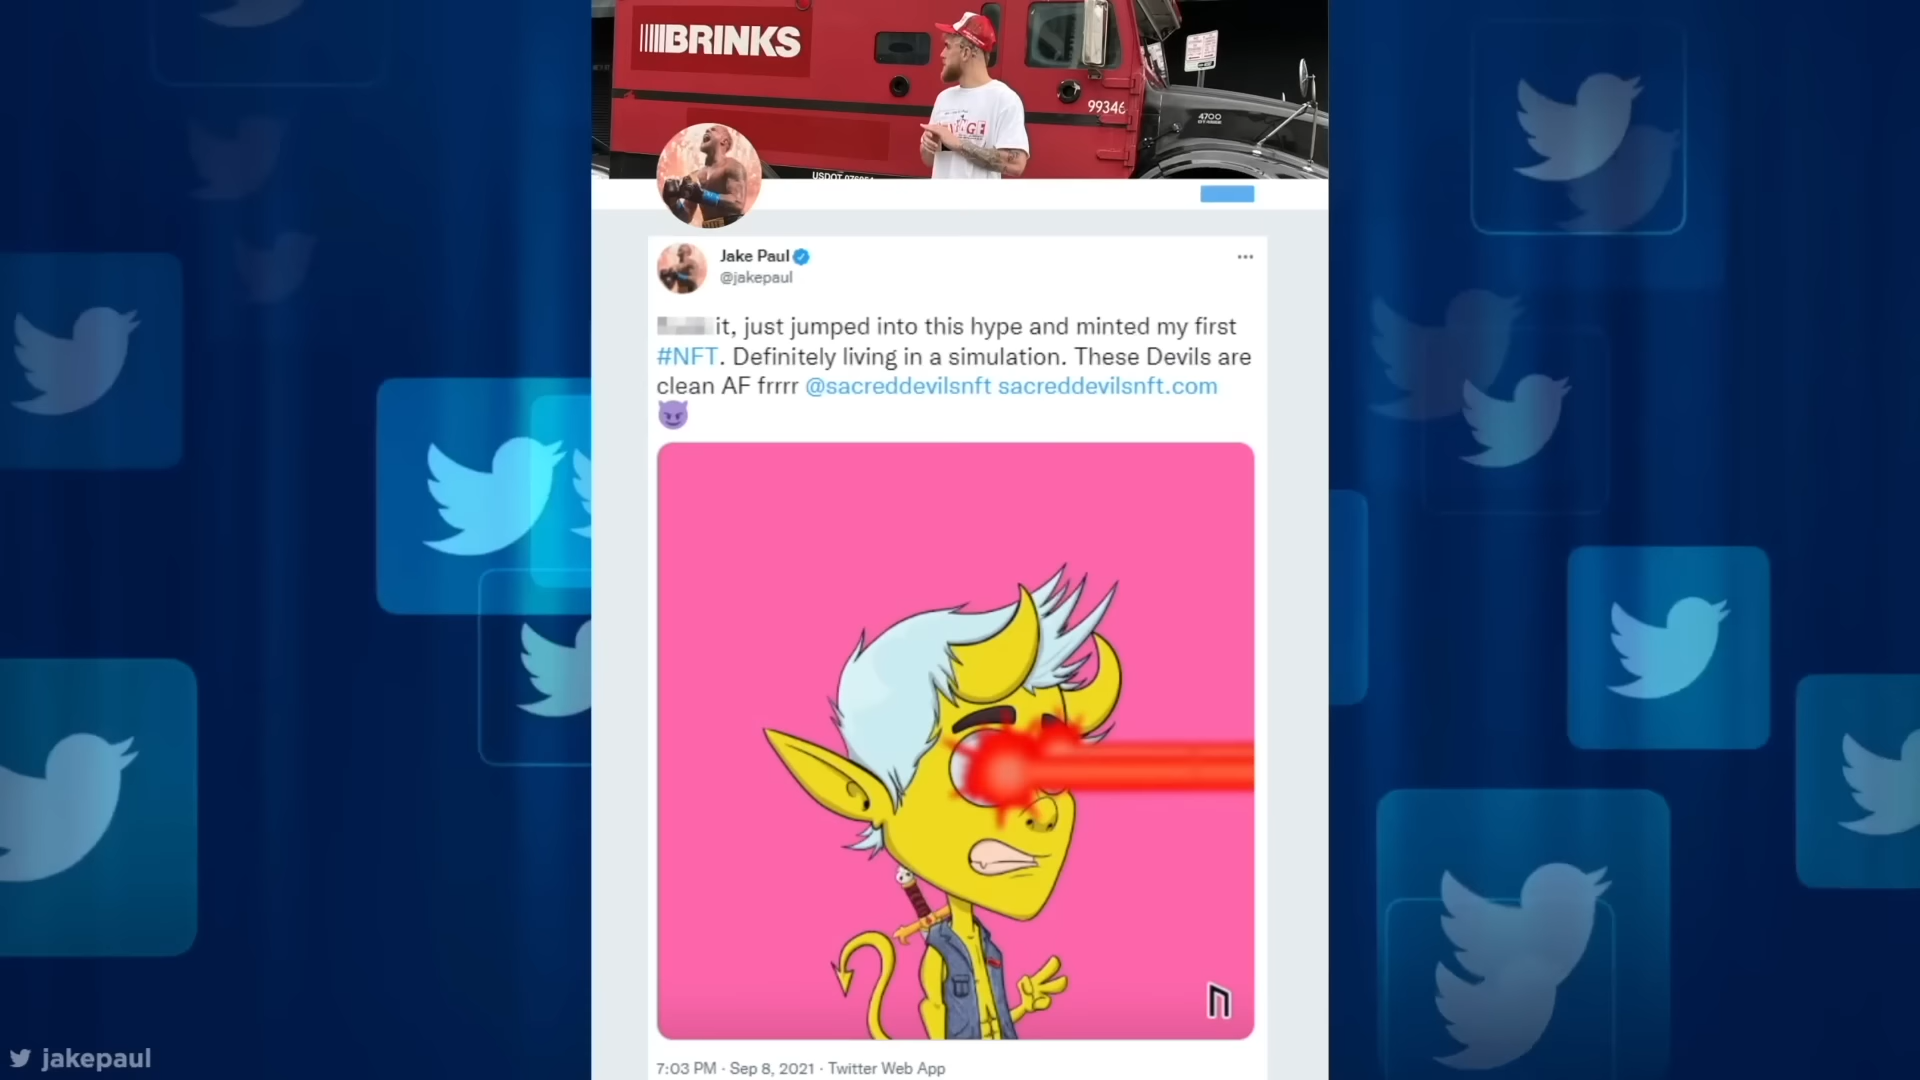 BRINKS
99346
4700
Jake Paul
@jakepaul
it, just jumped into this hype and minted my first
#NFT. Definitely living in a simulation. These Devils are
clean AF frrrr @sacreddevilsnft sacreddevilsnft.com
7:03 PM · Sep 8, 2021 · Twitter Web App
jakepaul